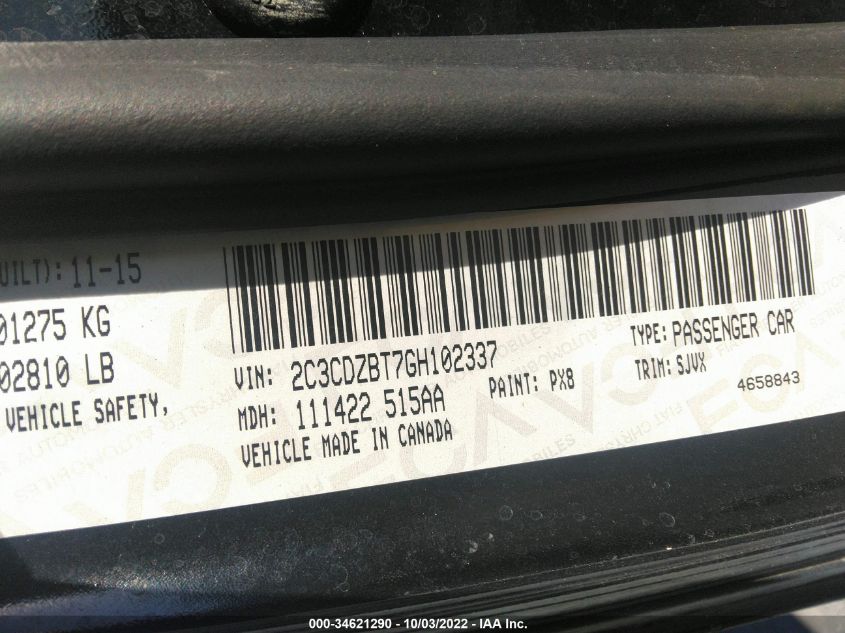 UILT): 11-15
01275 KG
02810 LB
VEHICLE SAFETY,
VIN: 2C3CDZBT7GH102337
TYPE: PASSENGER CAR
MDH: 111422 515AA
PAINT: PX8
TRIM: SJVX
4658843
VEHICLE MADE IN CANADA
000-34621290 - 10/03/2022 - IAA Inc.